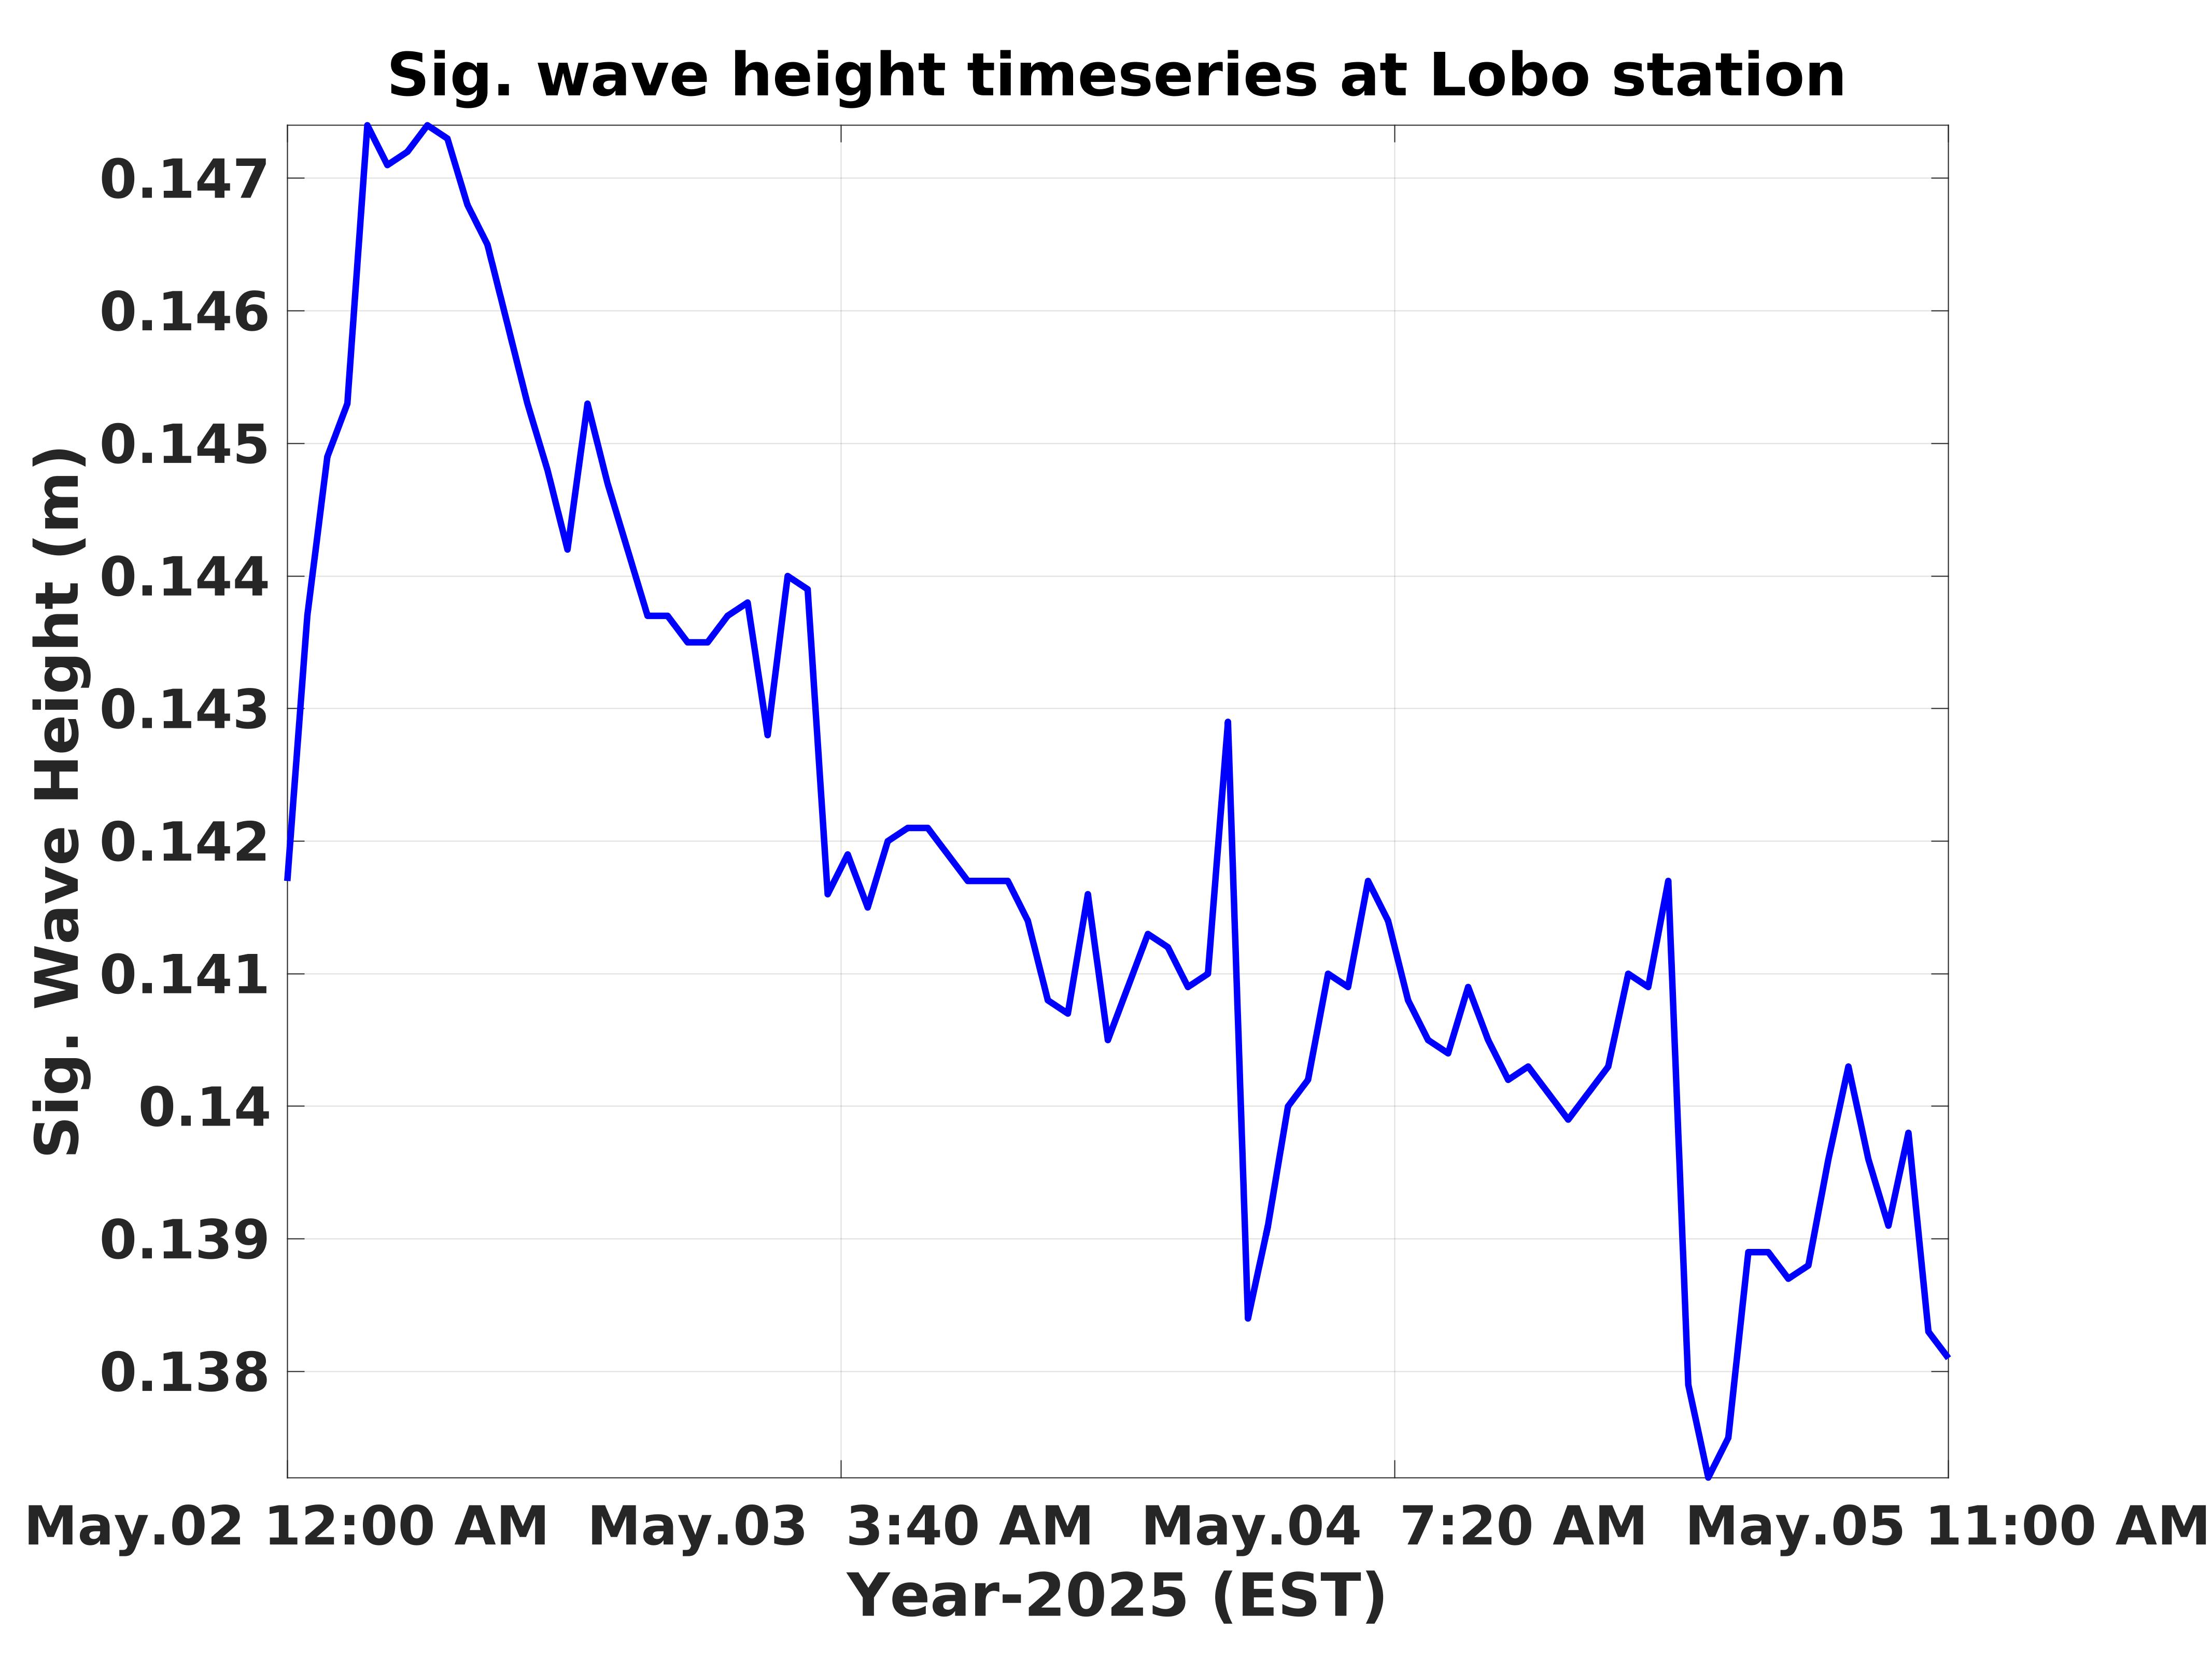 Sig. wave height timeseries at Lobo station
Sig. Wave Height (m)
0.147
0.146
0.145
0.144
0.143
0.142
0.141
0.14
0.139
0.138
May.02 12:00 AM May.03 3:40 AM May.04 7:20 AM May.05 11:00 AM
Year-2025 (EST)